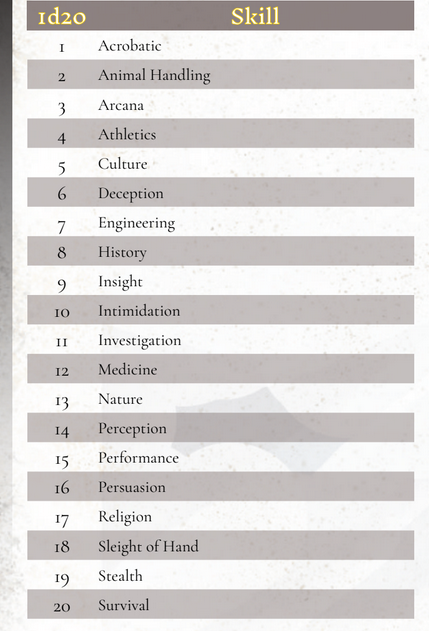 1d20 Skill
1 Acrobatic
2 Animal Handling
3 Arcana
4 Athletics
5 Culture
6 Deception
7 Engineering
8 History
9 Insight
10 Intimidation
11 Investigation
12 Medicine
13 Nature
14 Perception
15 Performance
16 Persuasion
17 Religion
18 Sleight of Hand
19 Stealth
20 Survival